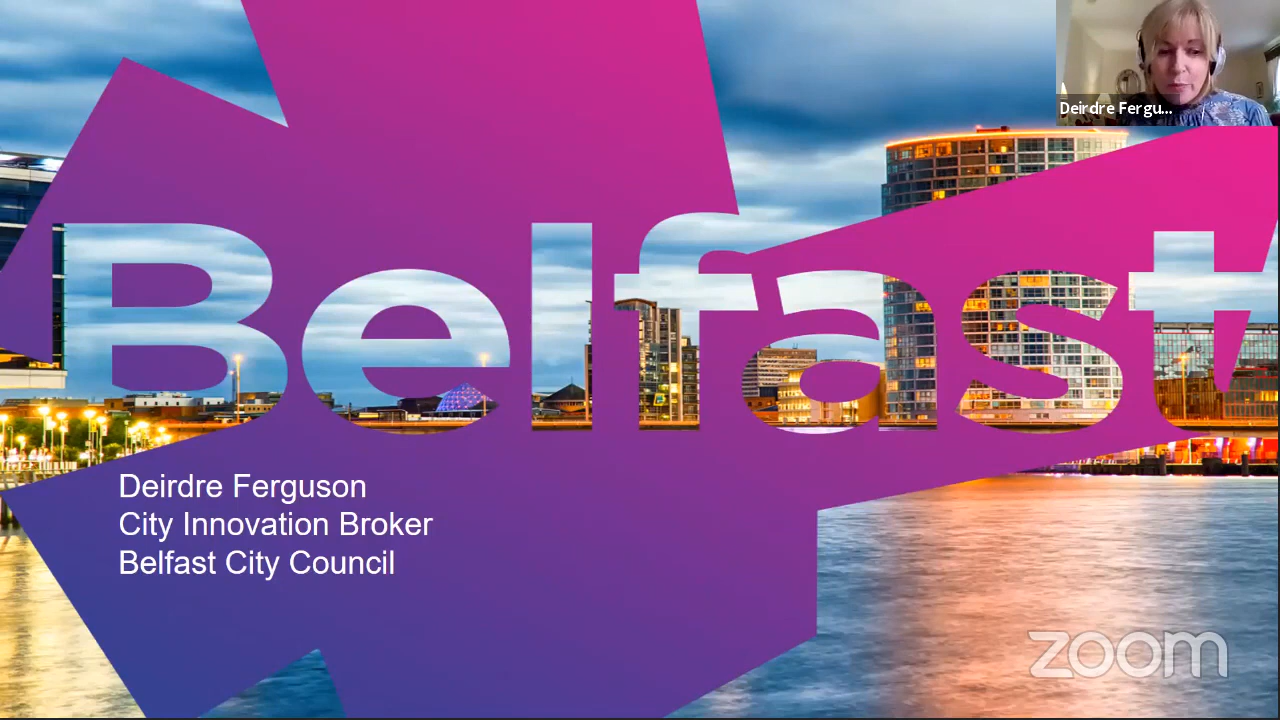 Deirdre Fergu...
Belfast
Deirdre Ferguson
City Innovation Broker
Belfast City Council
zoom